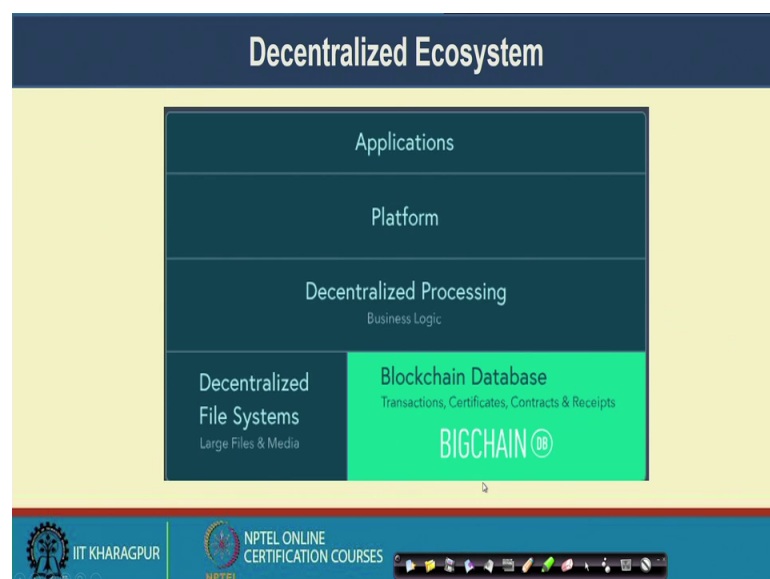 Decentralized Ecosystem
Applications
Platform
Decentralized Processing
Business Logic
Decentralized
File Systems
Large Files & Media
Blockchain Database
Transactions, Certificates, Contracts & Receipts
BIGCHAIN DB
IIT KHARAGPUR
NPTEL ONLINE
CERTIFICATION COURSES
NPTEL